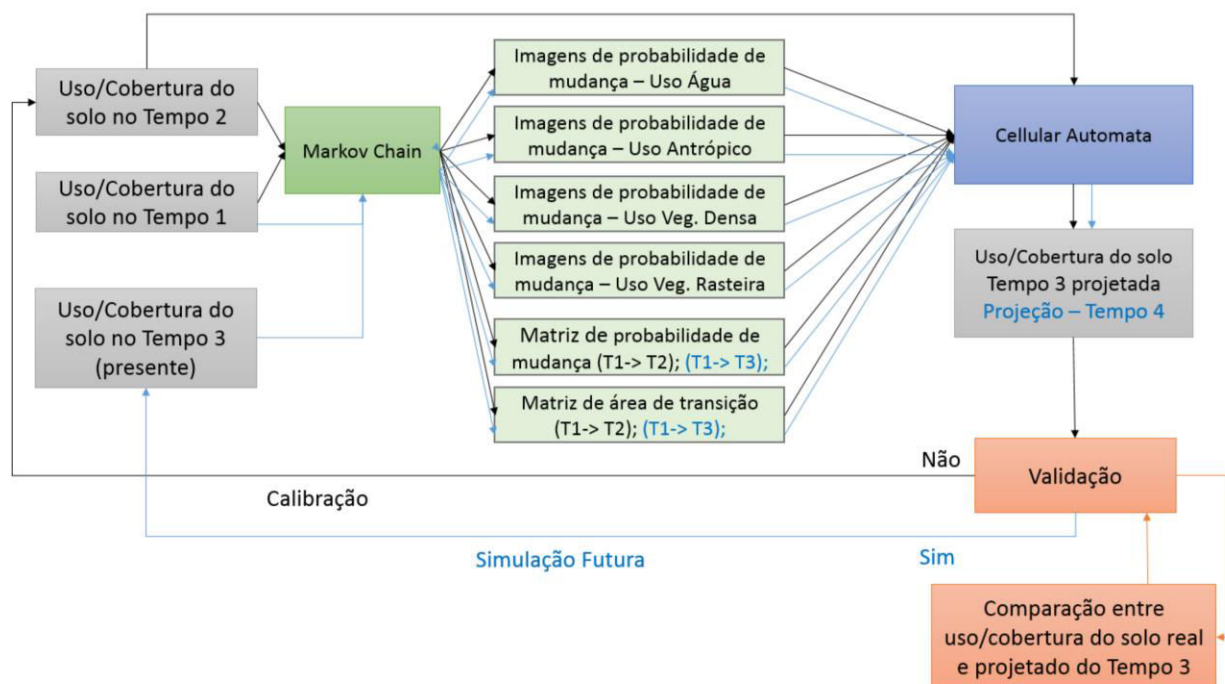 Uso/Cobertura do
solo no Tempo 2
Uso/Cobertura do
solo no Tempo 1
Uso/Cobertura do
solo no Tempo 3
(presente)
Markov Chain
Imagens de probabilidade de
mudança – Uso Água
Imagens de probabilidade de
mudança – Uso Antrópico
Imagens de probabilidade de
mudança – Uso Veg. Densa
Imagens de probabilidade de
mudança – Uso Veg. Rasteira
Matriz de probabilidade de
mudança (T1-> T2); (T1-> T3);
Matriz de área de transição
(T1-> T2); (T1-> T3);
Cellular Automata
Uso/Cobertura do solo
Tempo 3 projetada
Projeção – Tempo 4
Não
Validação
Calibração
Simulação Futura
Sim
Comparação entre
uso/cobertura do solo real
e projetado do Tempo 3